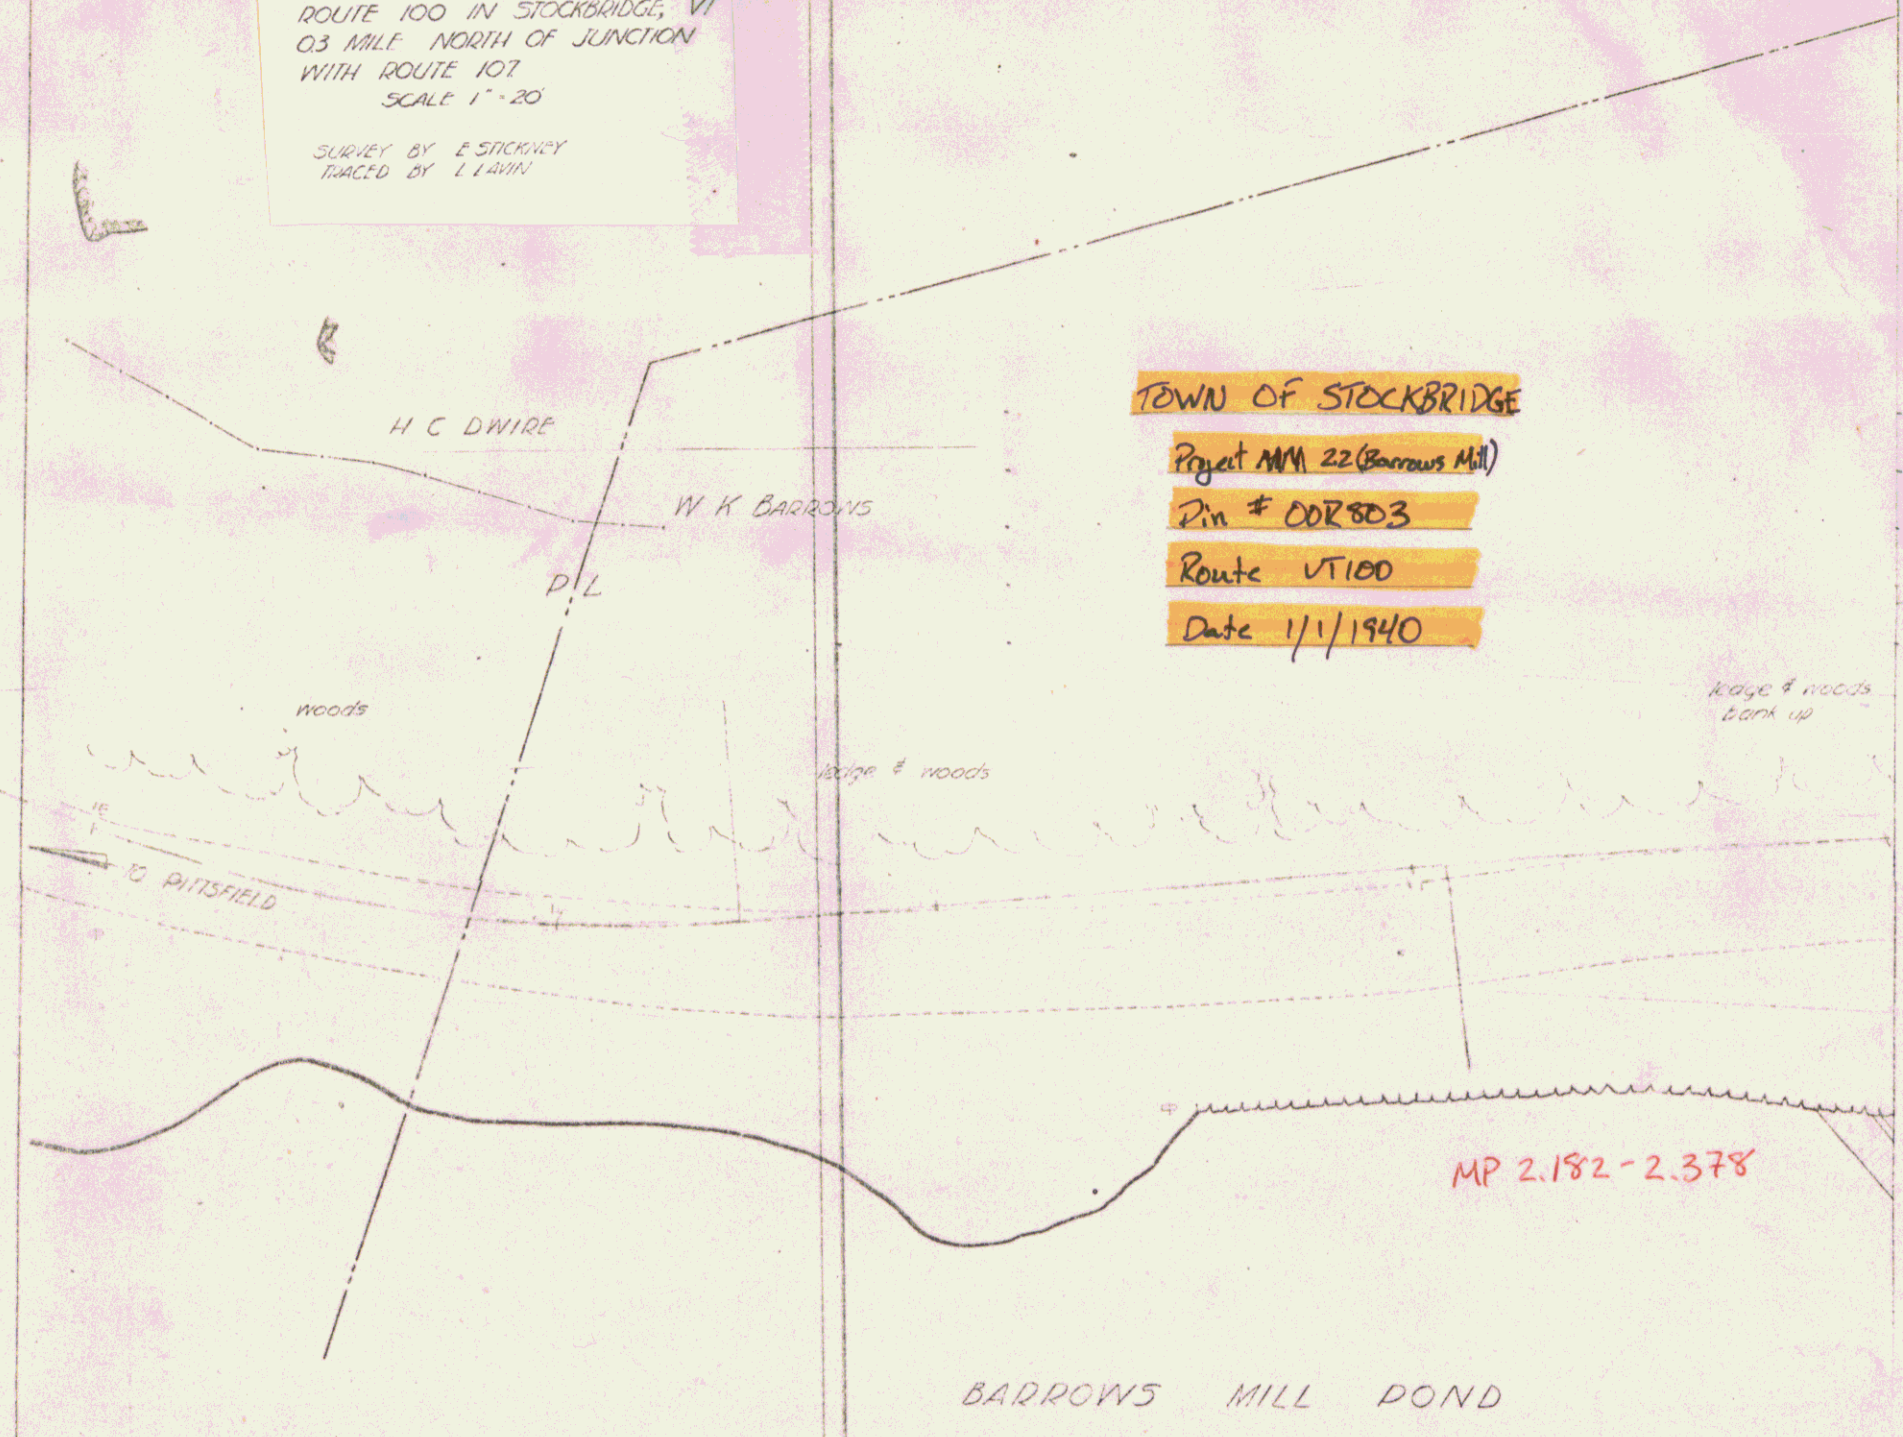 ROUTE 100 IN STOCKBRIDGE, VT
0.3 MILE NORTH OF JUNCTION
WITH ROUTE 107
SCALE 1" = 20'
SURVEY BY E STICKNEY
TRACED BY L LAVIN
H C DWIRE
W K BARROWS
P L
TOWN OF STOCKBRIDGE
Project MM 22 (Barrows Mill)
Pin # 00R803
Route VT100
Date 1/1/1940
woods
ledge & woods
bank up
ledge & woods
TO PITTSFIELD
MP 2.182-2.378
BARROWS MILL POND